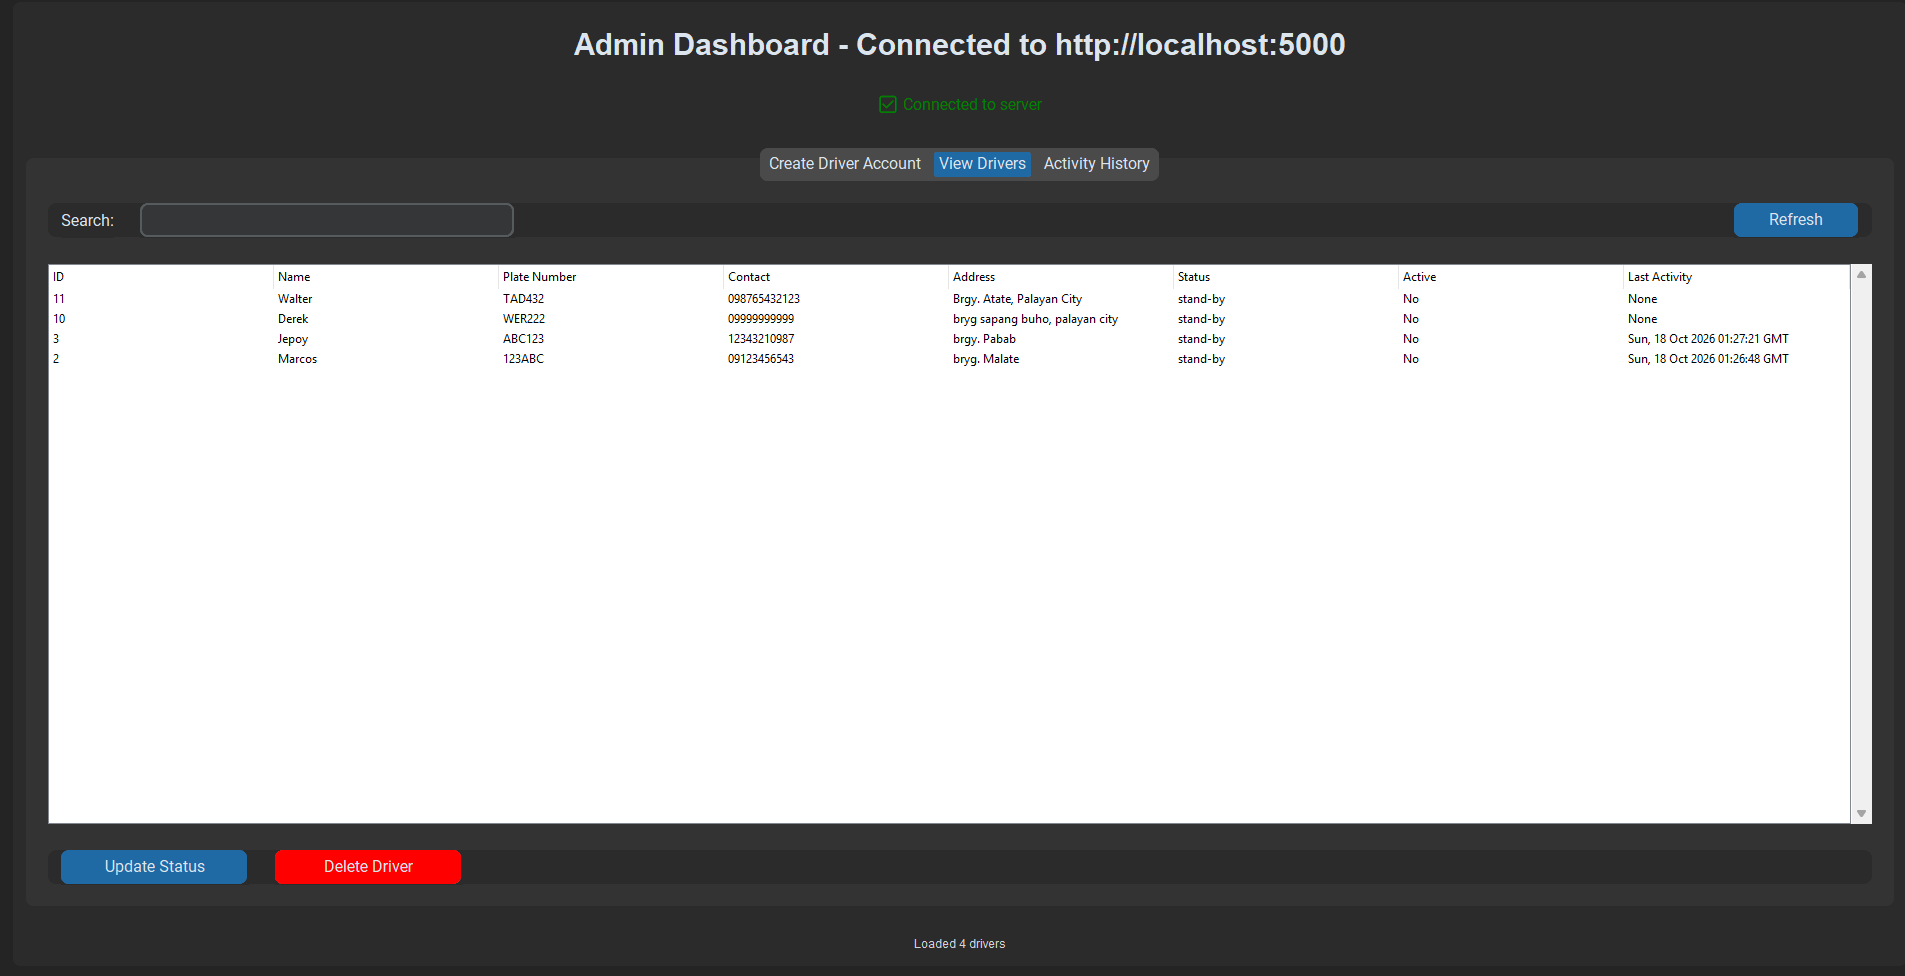 Admin Dashboard - Connected to http://localhost:5000
Connected to server
Create Driver Account View Drivers Activity History
Search: Refresh
ID Name Plate Number Contact Address Status Active Last Activity
11 Walter TAD432 098765432123 Brgy. Atate, Palayan City stand-by No None
10 Derek WER222 09999999999 bryg sapang buho, palayan city stand-by No None
3 Jepoy ABC123 12343210987 brgy. Pabab stand-by No Sun, 18 Oct 2026 01:27:21 GMT
2 Marcos 123ABC 09123456543 bryg. Malate stand-by No Sun, 18 Oct 2026 01:26:48 GMT
Update Status Delete Driver
Loaded 4 drivers